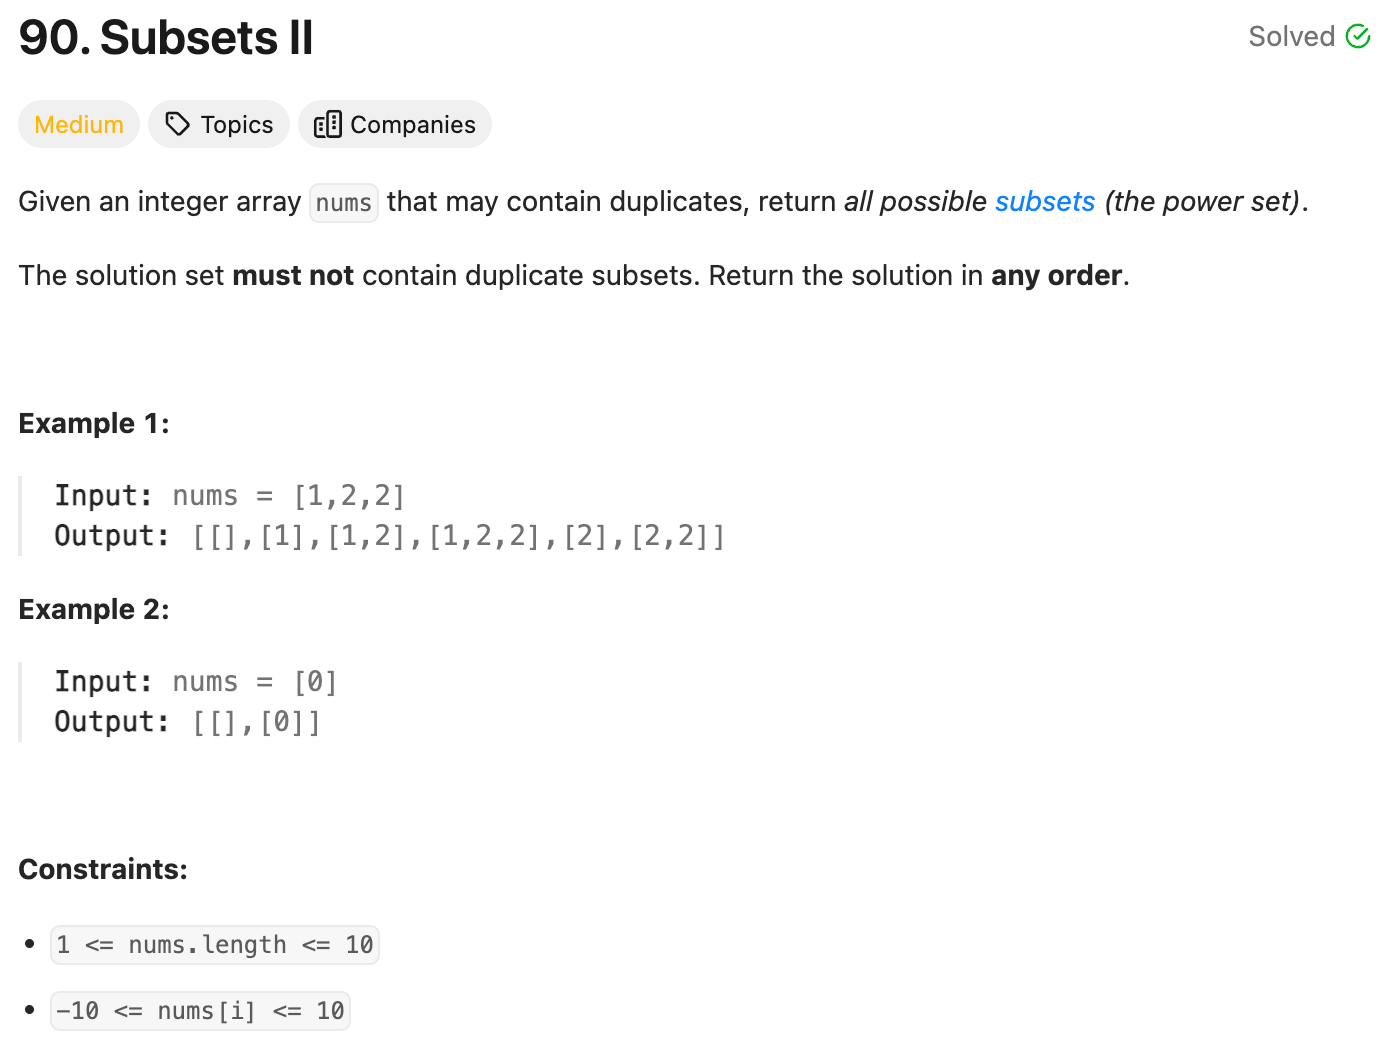 90. Subsets II
Solved
Medium
Topics
Companies
Given an integer array nums that may contain duplicates, return all possible subsets (the power set).
The solution set must not contain duplicate subsets. Return the solution in any order.
Example 1:
Input: nums = [1,2,2]
Output: [[],[1],[1,2],[1,2,2],[2],[2,2]]
Example 2:
Input: nums = [0]
Output: [[],[0]]
Constraints:
• 1 <= nums.length <= 10
• -10 <= nums[i] <= 10